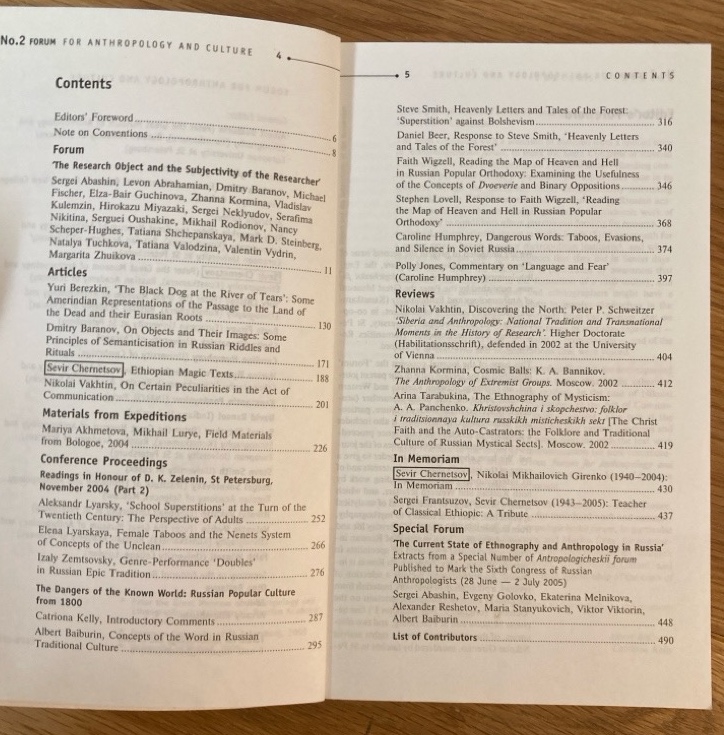 No.2 FORUM FOR ANTHROPOLOGY AND CULTURE 4
Contents
Editors' Foreword 6
Note on Conventions 8
Forum
'The Research Object and the Subjectivity of the Researcher'
Sergei Abashin, Levon Abrahamian, Dmitry Baranov, Michael
Fischer, Elza-Bair Guchinova, Zhanna Kormina, Vladislav
Kulemzin, Hirokazu Miyazaki, Sergei Neklyudov, Serafima
Nikitina, Serguei Oushakine, Mikhail Rodionov, Nancy
Scheper-Hughes, Tatiana Shchepanskaya, Mark D. Steinberg,
Natalya Tuchkova, Tatiana Valodzina, Valentin Vydrin,
Margarita Zhuikova 11
Articles
Yuri Berezkin, 'The Black Dog at the River of Tears': Some
Amerindian Representations of the Passage to the Land of
the Dead and their Eurasian Roots 130
Dmitry Baranov, On Objects and Their Images: Some
Principles of Semanticisation in Russian Riddles and
Rituals 171
Sevir Chernetsov, Ethiopian Magic Texts 188
Nikolai Vakhtin, On Certain Peculiarities in the Act of
Communication 201
Materials from Expeditions
Mariya Akhmetova, Mikhail Lurye, Field Materials
from Bologoe, 2004 226
Conference Proceedings
Readings in Honour of D. K. Zelenin, St Petersburg,
November 2004 (Part 2)
Aleksandr Lyarsky, 'School Superstitions' at the Turn of the
Twentieth Century: The Perspective of Adults 252
Elena Lyarskaya, Female Taboos and the Nenets System
of Concepts of the Unclean 266
Izaly Zemtsovsky, Genre-Performance 'Doubles'
in Russian Epic Tradition 276
The Dangers of the Known World: Russian Popular Culture
from 1800
Catriona Kelly, Introductory Comments 287
Albert Baiburin, Concepts of the Word in Russian
Traditional Culture 295
5 CONTENTS
Steve Smith, Heavenly Letters and Tales of the Forest:
'Superstition' against Bolshevism 316
Daniel Beer, Response to Steve Smith, 'Heavenly Letters
and Tales of the Forest' 340
Faith Wigzell, Reading the Map of Heaven and Hell
in Russian Popular Orthodoxy: Examining the Usefulness
of the Concepts of Dvoeverie and Binary Oppositions 346
Stephen Lovell, Response to Faith Wigzell, 'Reading
the Map of Heaven and Hell in Russian Popular
Orthodoxy' 368
Caroline Humphrey, Dangerous Words: Taboos, Evasions,
and Silence in Soviet Russia 374
Polly Jones, Commentary on 'Language and Fear'
(Caroline Humphrey) 397
Reviews
Nikolai Vakhtin, Discovering the North: Peter P. Schweitzer
'Siberia and Anthropology: National Tradition and Transnational
Moments in the History of Research'. Higher Doctorate
(Habilitationsschrift), defended in 2002 at the University
of Vienna 404
Zhanna Kormina, Cosmic Balls: K. A. Bannikov.
The Anthropology of Extremist Groups. Moscow. 2002 412
Arina Tarabukina, The Ethnography of Mysticism:
A. A. Panchenko. Khristovshchina i skopchestvo: folklor
i traditsionnaya kultura russkikh misticheskikh sekt [The Christ
Faith and the Auto-Castrators: the Folklore and Traditional
Culture of Russian Mystical Sects]. Moscow. 2002 419
In Memoriam
Sevir Chernetsov, Nikolai Mikhailovich Girenko (1940–2004):
In Memoriam 430
Sergei Frantsuzov, Sevir Chernetsov (1943–2005): Teacher
of Classical Ethiopic: A Tribute 437
Special Forum
'The Current State of Ethnography and Anthropology in Russia'
Extracts from a Special Number of Antropologicheskii forum
Published to Mark the Sixth Congress of Russian
Anthropologists (28 June — 2 July 2005)
Sergei Abashin, Evgeny Golovko, Ekaterina Melnikova,
Alexander Reshetov, Maria Stanyukovich, Viktor Viktorin,
Albert Baiburin 448
List of Contributors 490